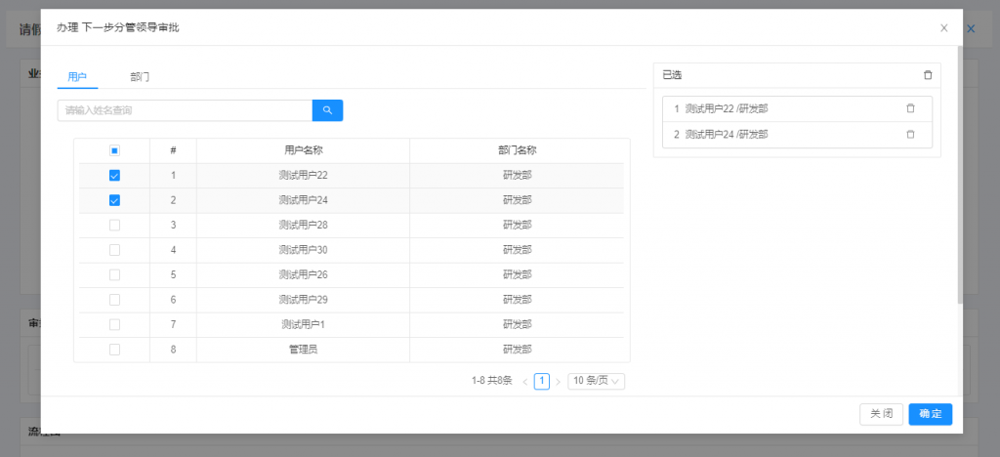 办理 下一步分管领导审批
请假
用户 部门
请输入姓名查询
# 用户名称 部门名称
1 测试用户22 研发部
2 测试用户24 研发部
3 测试用户28 研发部
4 测试用户30 研发部
5 测试用户26 研发部
6 测试用户29 研发部
7 测试用户1 研发部
8 管理员 研发部
1-8 共8条 1 10 条/页
已选
1 测试用户22 /研发部
2 测试用户24 /研发部
关 闭 确 定